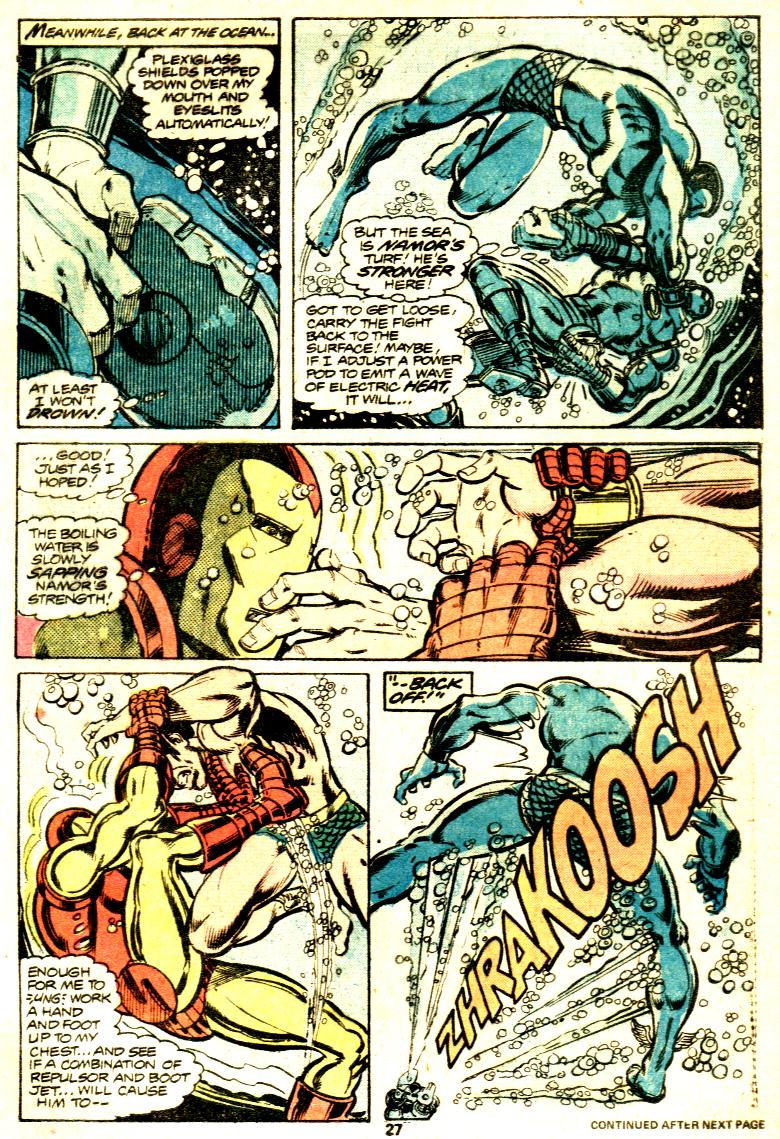 MEANWHILE, BACK AT THE OCEAN...
PLEXIGLASS
SHIELDS POPPED
DOWN OVER MY
MOUTH AND
EYESLITS
AUTOMATICALLY!
AT LEAST
I WON'T
DROWN!
BUT THE SEA
IS NAMOR'S
TURF! HE'S
STRONGER
HERE!
GOT TO GET LOOSE,
CARRY THE FIGHT
BACK TO THE
SURFACE! MAYBE,
IF I ADJUST A POWER
POD TO EMIT A WAVE
OF ELECTRIC HEAT,
IT WILL...
...GOOD!
JUST AS I
HOPED!
THE BOILING
WATER IS
SLOWLY
SAPPING
NAMOR'S
STRENGTH!
ENOUGH
FOR ME TO
:UNG: WORK
A HAND
AND FOOT
UP TO MY
CHEST...AND SEE
IF A COMBINATION OF
REPULSOR AND BOOT
JET... WILL CAUSE
HIM TO--
"--BACK
OFF!"
ZHRAKOOSH
27
CONTINUED AFTER NEXT PAGE